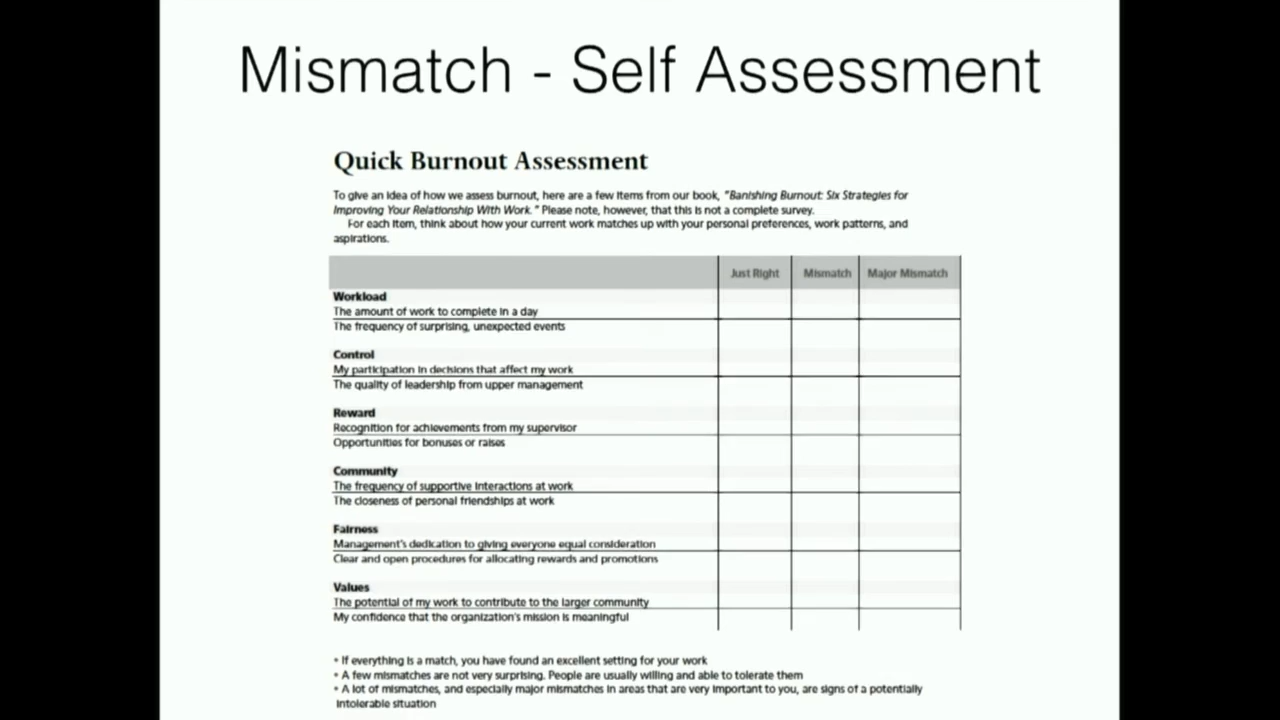 Mismatch - Self Assessment
Quick Burnout Assessment
To give an idea of how we assess burnout, here are a few items from our book, "Banishing Burnout: Six Strategies for
Improving Your Relationship With Work." Please note, however, that this is not a complete survey.
For each item, think about how your current work matches up with your personal preferences, work patterns, and
aspirations.
Just Right Mismatch Major Mismatch
Workload
The amount of work to complete in a day
The frequency of surprising, unexpected events
Control
My participation in decisions that affect my work
The quality of leadership from upper management
Reward
Recognition for achievements from my supervisor
Opportunities for bonuses or raises
Community
The frequency of supportive interactions at work
The closeness of personal friendships at work
Fairness
Management's dedication to giving everyone equal consideration
Clear and open procedures for allocating rewards and promotions
Values
The potential of my work to contribute to the larger community
My confidence that the organization's mission is meaningful
• If everything is a match, you have found an excellent setting for your work
• A few mismatches are not very surprising. People are usually willing and able to tolerate them
• A lot of mismatches, and especially major mismatches in areas that are very important to you, are signs of a potentially
intolerable situation